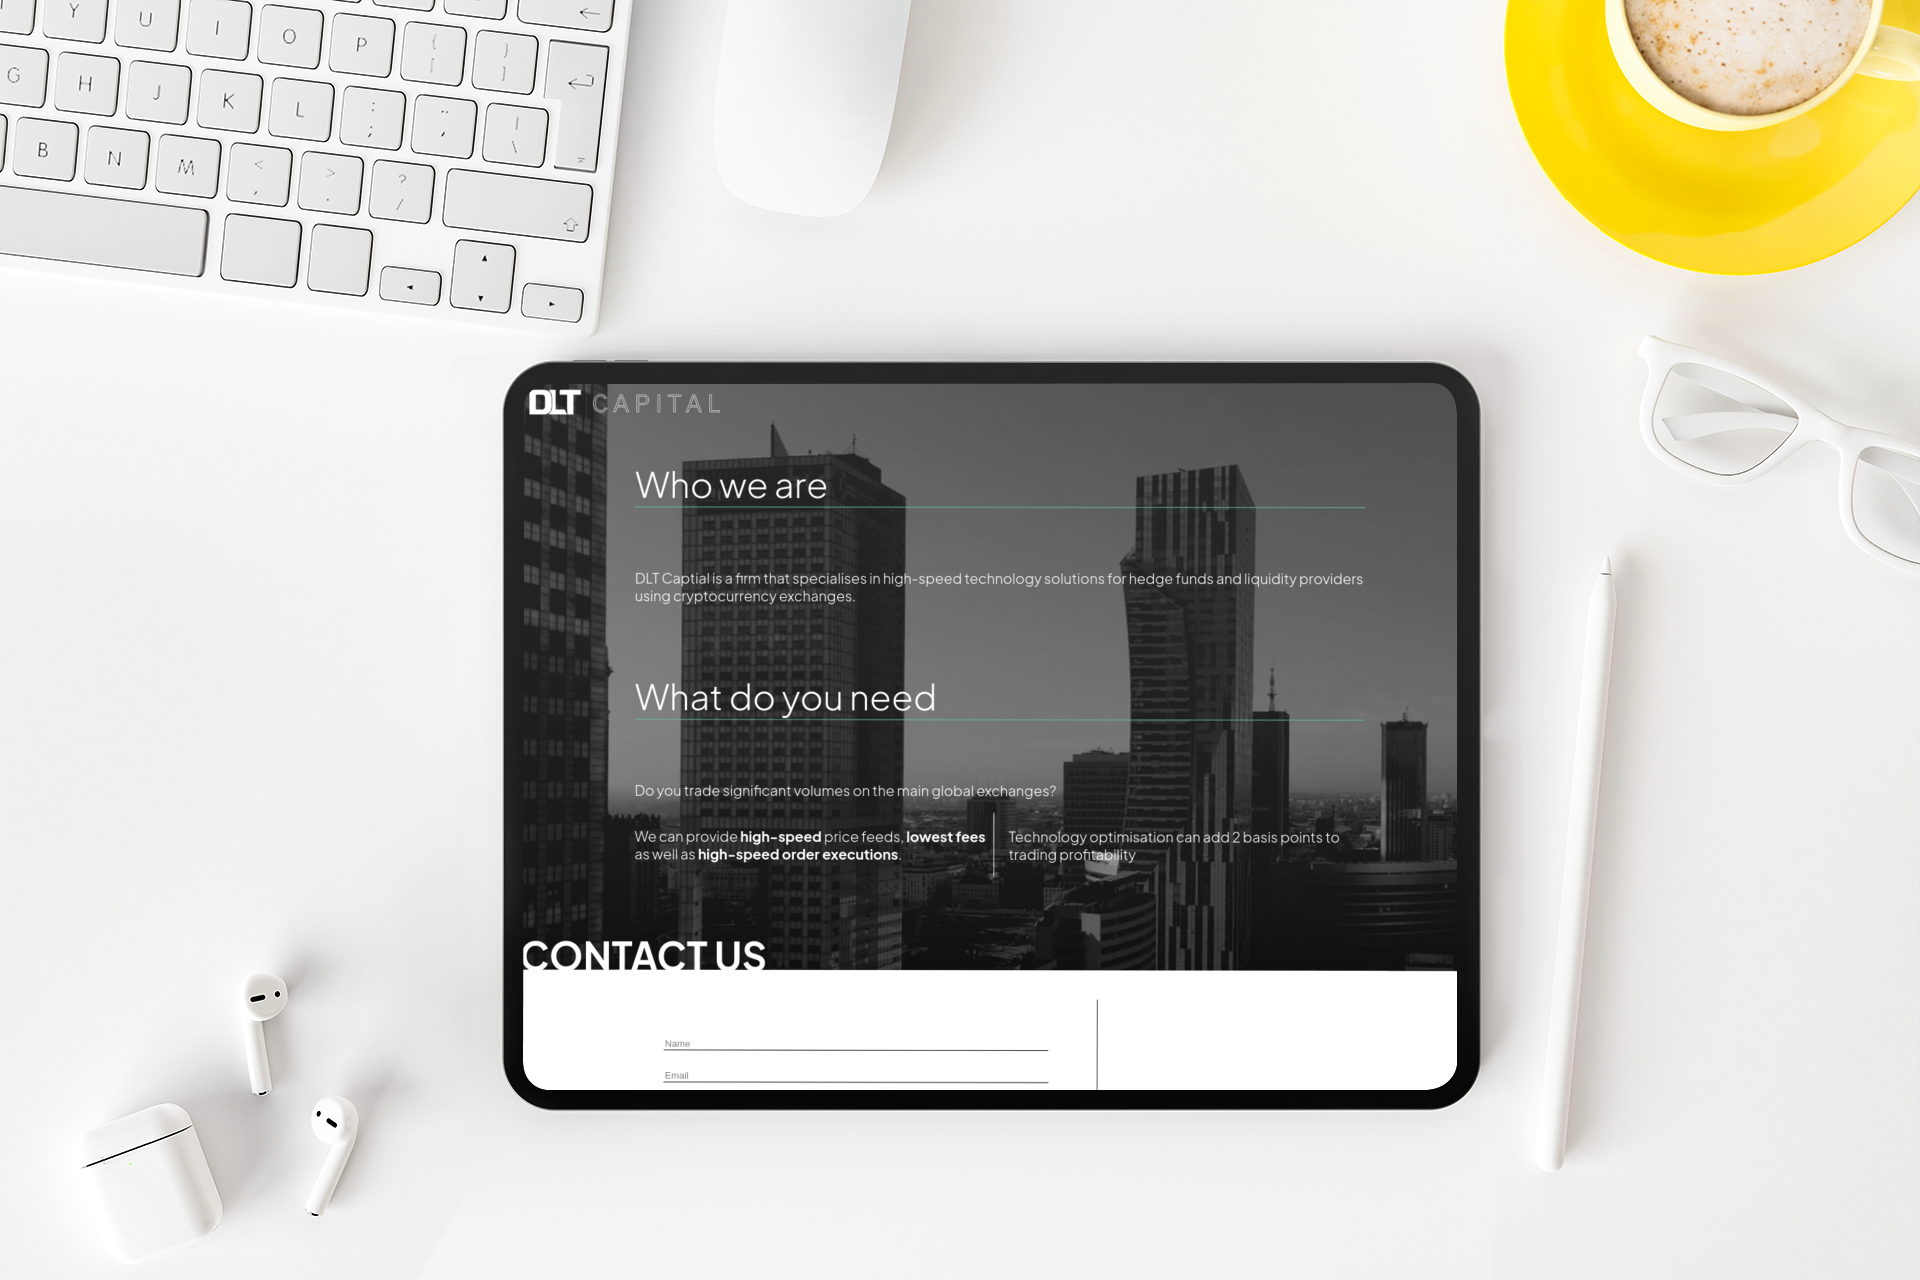 Y U I O P { [ } ]
G H J K L : ; " | \
B N M < , > . ? /
DLT CAPITAL
Who we are
DLT Captial is a firm that specialises in high-speed technology solutions for hedge funds and liquidity providers
using cryptocurrency exchanges.
What do you need
Do you trade significant volumes on the main global exchanges?
We can provide high-speed price feeds, lowest fees
as well as high-speed order executions.
Technology optimisation can add 2 basis points to
trading profitability
CONTACT US
Name
Email